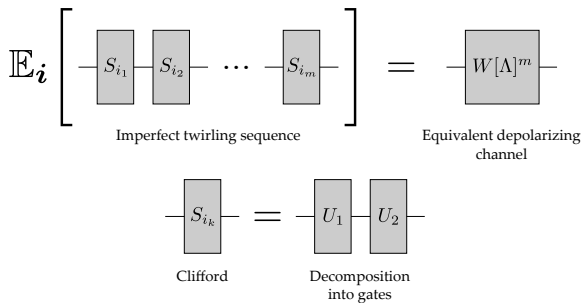 𝔼_𝒊 [ S_{i_1} S_{i_2} ⋯ S_{i_m} ] = W[Λ]^m
Imperfect twirling sequence
Equivalent depolarizing
channel
S_{i_k} = U_1 U_2
Clifford
Decomposition
into gates